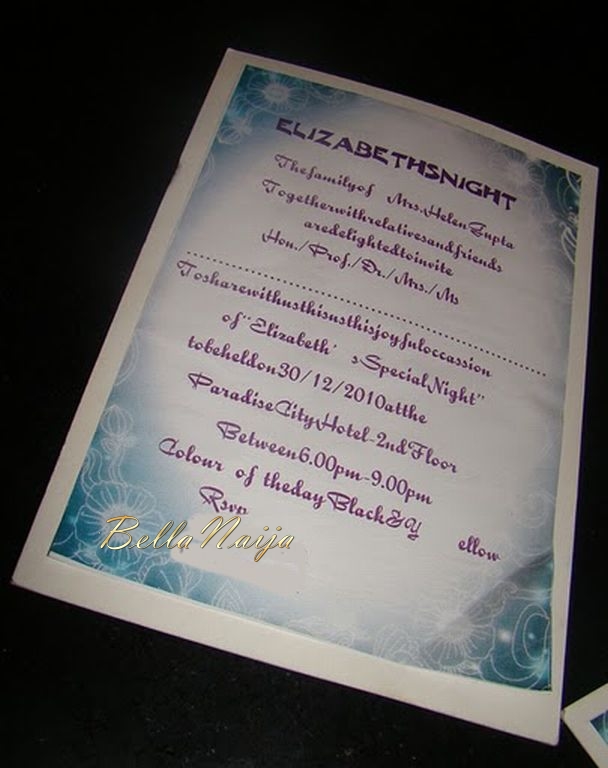 ELIZABETHSNIGHT
Thefamilyof Mrs.HelenGupta
Togetherwithrelativesandfriends
aredelightedtoinvite
Hon./Prof./Dr./Mrs./Ms
Tosharewithusthisusthisjoyfuloccassion
of"Elizabeth' sSpecialNight"
tobeheldon30/12/2010atthe
ParadiseCityHotel-2ndFloor
Between6.00pm-9.00pm
Colour of thedayBlack&Y ellow
Rsvp
BellaNaija